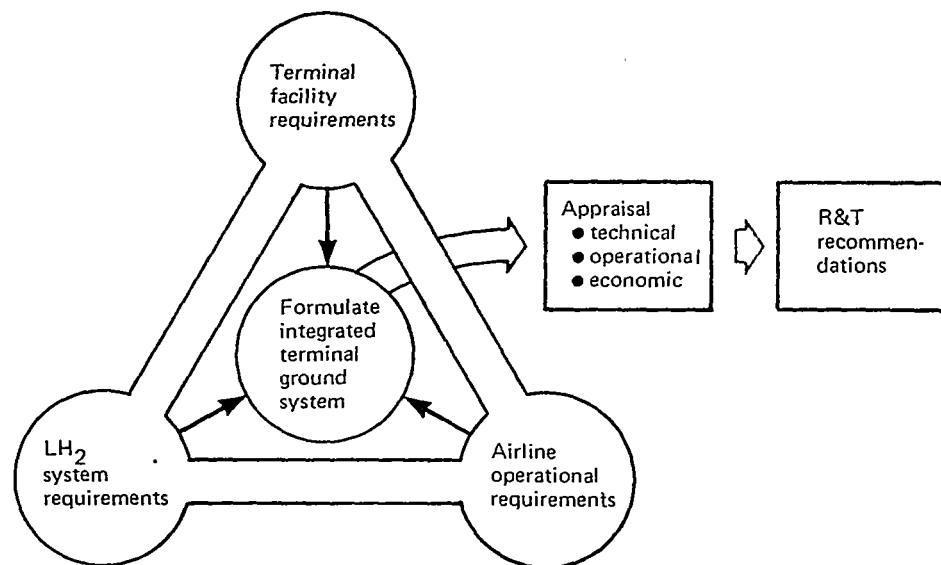 Terminal
facility
requirements
Appraisal
● technical
● operational
● economic
R&T
recommen-
dations
Formulate
integrated
terminal
ground
system
LH₂
system
requirements
Airline
operational
requirements